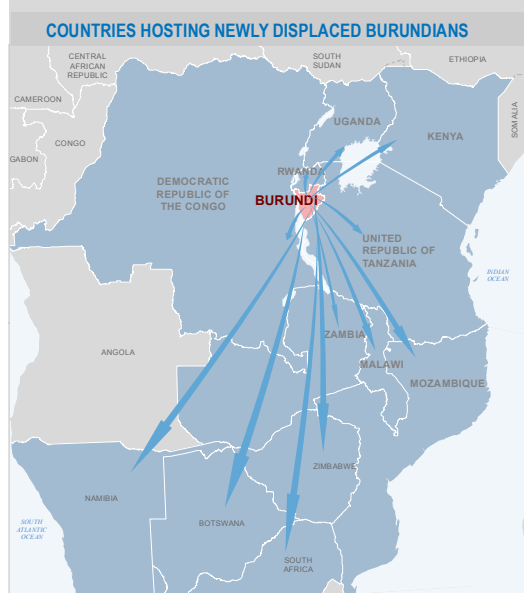 COUNTRIES HOSTING NEWLY DISPLACED BURUNDIANS
CENTRAL
AFRICAN
REPUBLIC
SOUTH
SUDAN
ETHIOPIA
CAMEROON
SOMALIA
UGANDA
KENYA
CONGO
GABON
RWANDA
DEMOCRATIC
REPUBLIC OF
THE CONGO
BURUNDI
UNITED
REPUBLIC OF
TANZANIA
INDIAN
OCEAN
ZAMBIA
ANGOLA
MALAWI
MOZAMBIQUE
ZIMBABWE
NAMIBIA
BOTSWANA
SOUTH
ATLANTIC
OCEAN
SOUTH
AFRICA